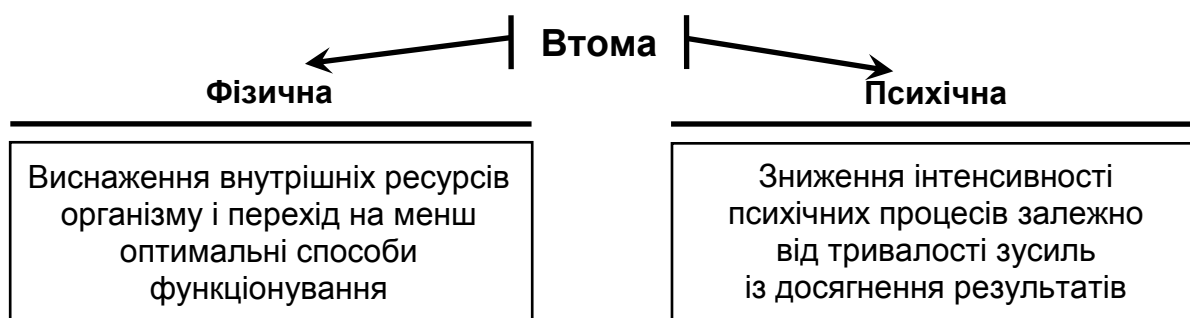 Втома
Фізична
Виснаження внутрішніх ресурсів
організму і перехід на менш
оптимальні способи
функціонування
Психічна
Зниження інтенсивності
психічних процесів залежно
від тривалості зусиль
із досягнення результатів